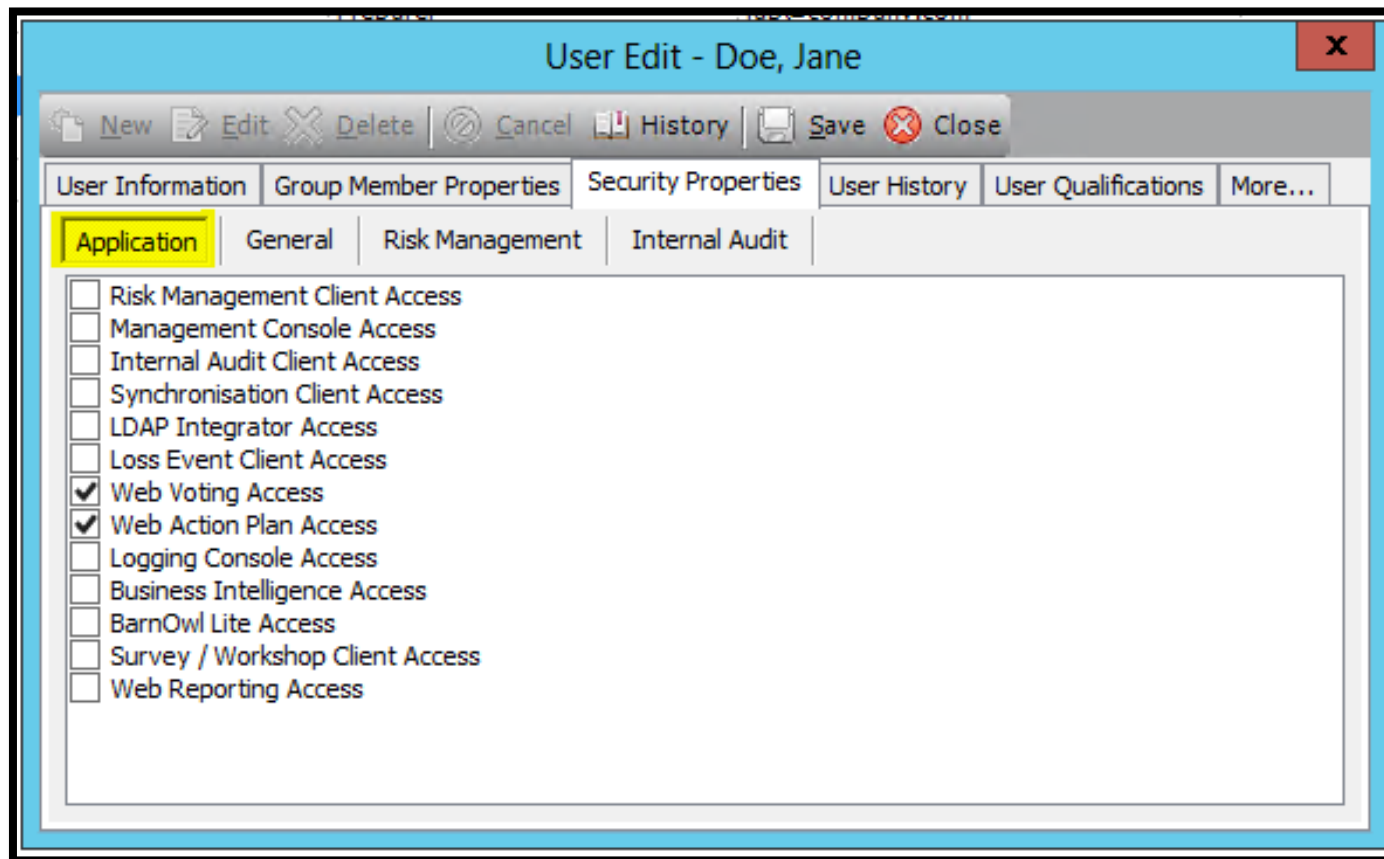 User Edit - Doe, Jane
x
New Edit Delete Cancel History Save Close
User Information Group Member Properties Security Properties User History User Qualifications More...
Application General Risk Management Internal Audit
Risk Management Client Access
Management Console Access
Internal Audit Client Access
Synchronisation Client Access
LDAP Integrator Access
Loss Event Client Access
Web Voting Access
Web Action Plan Access
Logging Console Access
Business Intelligence Access
BarnOwl Lite Access
Survey / Workshop Client Access
Web Reporting Access